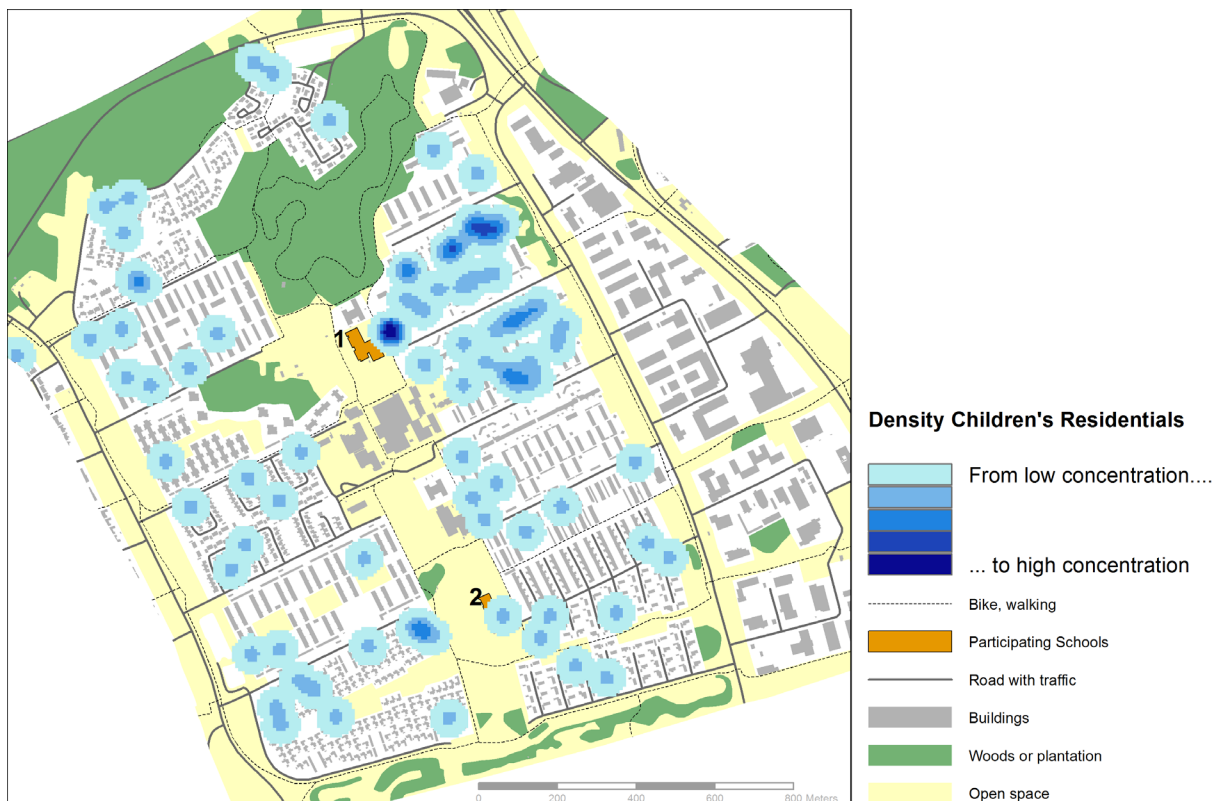 1
2
0
200
400
600
800 Meters
Density Children's Residentials
From low concentration....
... to high concentration
Bike, walking
Participating Schools
Road with traffic
Buildings
Woods or plantation
Open space